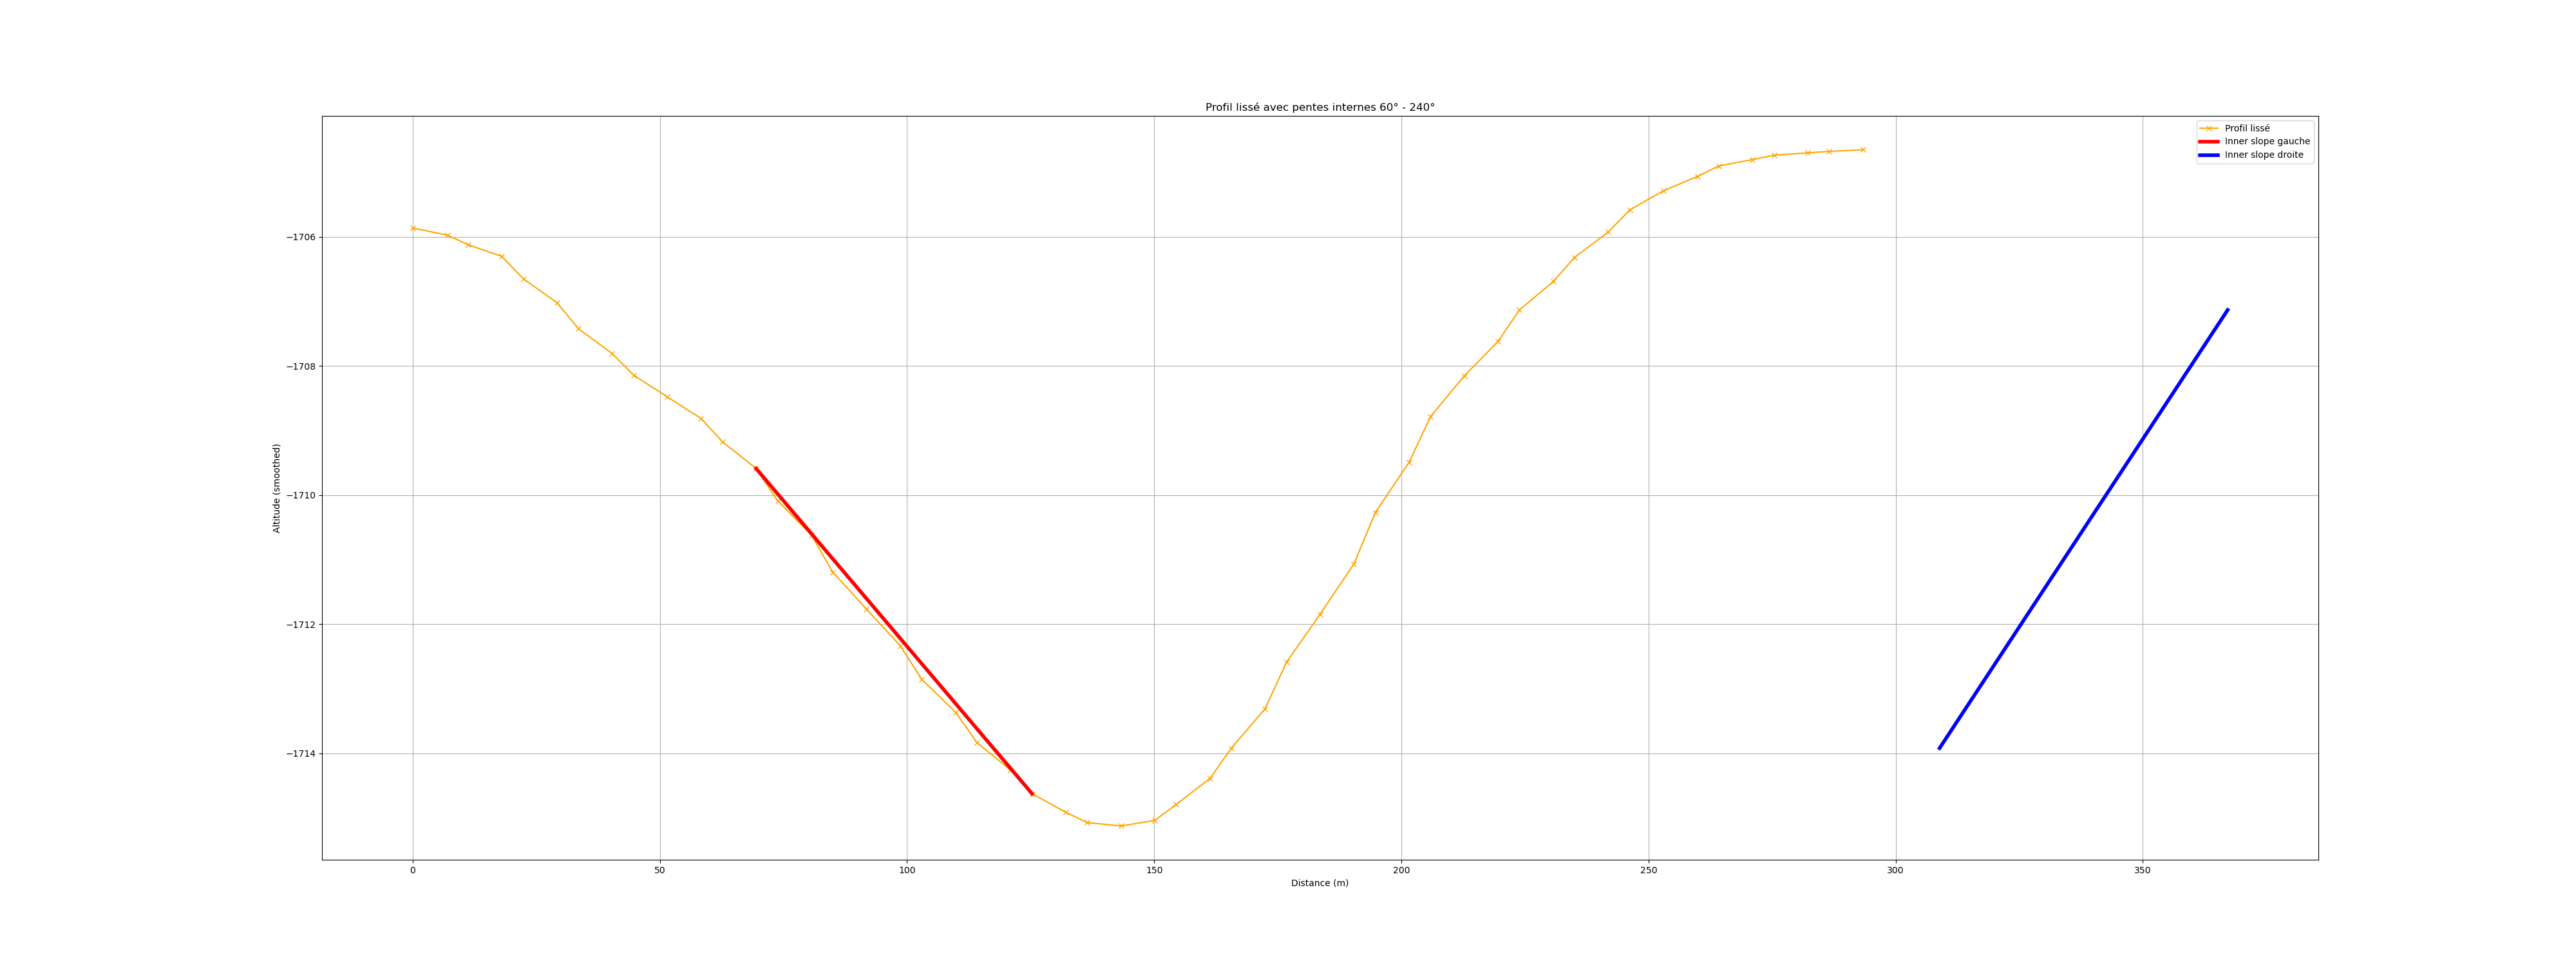 Profil lissé avec pentes internes 60° - 240°
Profil lissé
Inner slope gauche
Inner slope droite
Altitude (smoothed)
−1706
−1708
−1710
−1712
−1714
0 50 100 150 200 250 300 350
Distance (m)